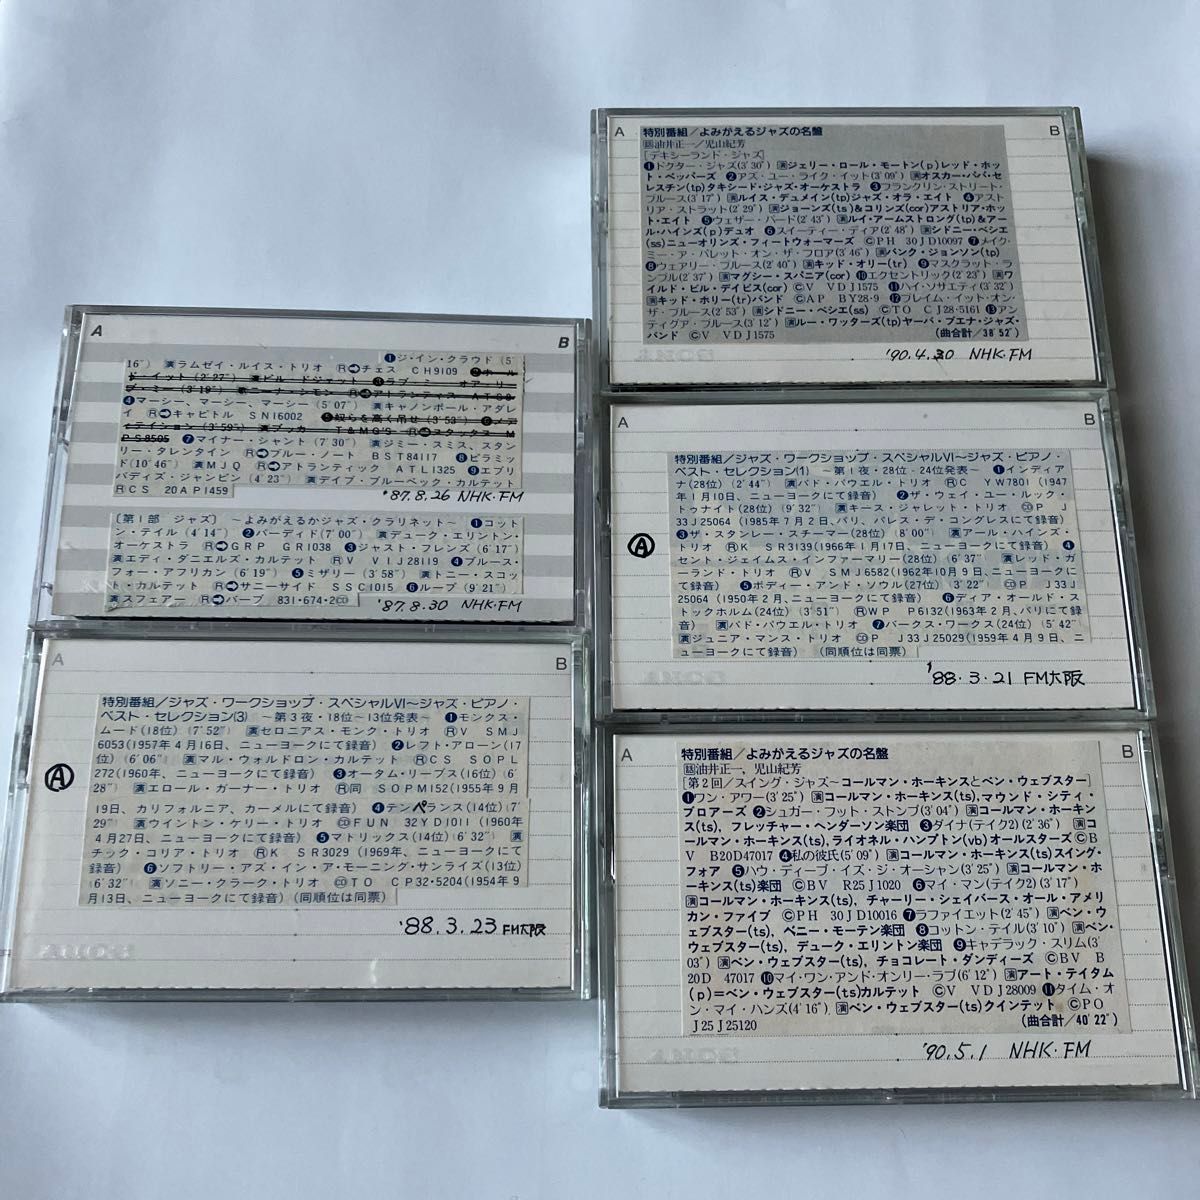 A B
❶ジ・イン・クラウド(5′
16″) 演ラムゼイ・ルイス・トリオ Ⓡ➡チェス CH9109 ❷ホール
ド・イット(2′27″) 演ビル・ドジェット ❸ラブ・ミー・オア・リー
❹マーシー、マーシー、マーシー(5′07″) 演キャノンボール・アダレ
イ Ⓡ➡キャピトル SN16002 ❺奴らを高く吊せ(3′53″) ❻メデ
ィテイション(3′59″) 演ブッカー T&MG'S Ⓡ➡スタックス M
PS8505 ❼マイナー・シャント(7′30″) 演ジミー・スミス、スタン
リー・タレンタイン Ⓡ➡ブルー・ノート BST84117 ❽ピラミッ
ド(10′46″) 演MJQ Ⓡ➡アトランティック ATL1325 ❾エブリ
バディズ・ジャンピン(4′23″) 演デイブ・ブルーベック・カルテット
ⓇCS 20AP1459
'87.8.26 NHK・FM
〔第1部 ジャズ〕 〜よみがえるかジャズ・クラリネット〜 ❶コット
ン・テイル(4′14″) ❷バーディド(7′00″) 演デューク・エリントン・
オーケストラ Ⓡ➡GRP GR1038 ❸ジャスト・フレンズ(6′17″)
演エディ・ダニエルズ・カルテット ⓇV VIJ28119 ❹ブルース・
フォー・アフリカン(6′19″) ❺ミザリー(3′58″) 演トニー・スコッ
ト・カルテット Ⓡ➡サニーサイド SSC1015 ❻ループ(9′21″)
演スフェアー Ⓡ➡バーブ 831・674・2CD
'87.8.30 NHK・FM
A B
特別番組/ジャズ・ワークショップ・スペシャルVI〜ジャズ・ピアノ・
ベスト・セレクション(3) 〜第3夜・18位〜13位発表〜 ❶モンクス・
ムード(18位)(7′52″) 演セロニアス・モンク・トリオ ⓇV SMJ
6053(1957年4月16日、ニューヨークにて録音) ❷レフト・アローン(17
位)(6′06″) 演マル・ウォルドロン・カルテット ⓇCS SOPL
272(1960年、ニューヨークにて録音) ❸オータム・リーブス(16位)(6′
28″) 演エロール・ガーナー・トリオ Ⓡ同 SOPM152(1955年9月
19日、カリフォルニア、カーメルにて録音) ❹テンペランス(14位)(7′
29″) 演ウイントン・ケリー・トリオ CDFUN 32YD1011(1960年
4月27日、ニューヨークにて録音) ❺マトリックス(14位)(6′32″) 演
チック・コリア・トリオ ⓇK SR3029(1969年、ニューヨークにて録
音) ❻ソフトリー・アズ・イン・ア・モーニング・サンライズ(13位)
(6′32″) 演ソニー・クラーク・トリオ CDTO CP32・5204(1954年9
月13日、ニューヨークにて録音)(同順位は同票)
Ⓐ
'88.3.23 FM大阪
A B
特別番組/よみがえるジャズの名盤
話油井正一/児山紀芳
[デキシーランド・ジャズ]
❶ドクター・ジャズ(3′30″) 演ジェリー・ロール・モートン(p)レッド・ホッ
ト・ペッパーズ ❷アズ・ユー・ライク・イット(3′09″) 演オスカー・パパ・セ
レスチン(tp)タキシード・ジャズ・オーケストラ ❸フランクリン・ストリート・
ブルース(3′17″) 演ルイス・デュメイン(tp)ジャズ・オラ・エイト ❹アスト
リア・ストラット(2′29″) 演ジョーンズ(ts)&コリンズ(cor)アストリア・ホッ
ト・エイト ❺ウェザー・バード(2′43″) 演ルイ・アームストロング(tp)&アー
ル・ハインズ(p)デュオ ❻スイーティー・ディア(2′48″) 演シドニー・ベシエ
(ss)ニューオリンズ・フィートウォーマーズ ⒸPH 30JD10097 ❼メイク・
ミー・ア・パレット・オン・ザ・フロア(3′46″) 演バンク・ジョンソン(tp)
❽ウェアリー・ブルース(2′40″) 演キッド・オリー(tr) ❾マスクラット・ラ
ンブル(2′37″) 演マグシー・スパニア(cor) ❿エクセントリック(2′23″) 演ワ
イルド・ビル・デイビス(cor) ⒸV VDJ1575 ⓫ハイ・ソサエティ(3′32″)
演キッド・ホリー(tr)バンド ⒸAP BY28・9 ⓬ブレイム・イット・オン・
ザ・ブルース(2′53″) 演シドニー・ベシエ(ss) ⒸTO CJ28・5161 ⓭アン
ティグア・ブルース(3′12″) 演ルー・ワッターズ(tp)ヤーバ・ブエナ・ジャズ・
バンド ⒸV VDJ1575 (曲合計/38′52″)
'90.4.30 NHK・FM
A B
特別番組/ジャズ・ワークショップ・スペシャルVI〜ジャズ・ピアノ・
ベスト・セレクション(1) 〜第1夜・28位・24位発表〜 ❶インディア
ナ(28位)(2′44″) 演バド・パウエル・トリオ ⓇC YW7801(1947
年1月10日、ニューヨークにて録音) ❷ザ・ウェイ・ユー・ルック・
トゥナイト(28位)(9′32″) 演キース・ジャレット・トリオ CDP J
33J25064(1985年7月2日、パリ、パレス・デ・コングレスにて録音)
❸ザ・スタンレー・スチーマー(28位)(8′00″) 演アール・ハインズ・
トリオ ⓇK SR3139(1966年1月17日、ニューヨークにて録音) ❹
セント・ジェイムス・インファーマリー(28位)(6′37″) 演レッド・ガ
ーランド・トリオ ⓇV SMJ6582(1962年10月9日、ニューヨークに
て録音) ❺ボディー・アンド・ソウル(27位)(3′22″) CDP J33J
25064(1950年2月、ニューヨークにて録音) ❻ディア・オールド・ス
トックホルム(24位)(3′51″) ⓇWP P6132(1963年2月、パリにて録
音) 演バド・パウエル・トリオ ❼バークス・ワークス(24位)(5′42″)
演ジュニア・マンス・トリオ CDP J33J25029(1959年4月9日、ニ
ューヨークにて録音) (同順位は同票)
Ⓐ
'88.3.21 FM大阪
A B
特別番組/よみがえるジャズの名盤
話油井正一、児山紀芳
[第2回/スイング・ジャズ〜コールマン・ホーキンスとベン・ウェブスター]
❶ワン・アワー(3′25″) 演コールマン・ホーキンス(ts),マウンド・シティ・
ブロアーズ ❷シュガー・フット・ストンプ(3′04″) 演コールマン・ホーキン
ス(ts), フレッチャー・ヘンダーソン楽団 ❸ダイナ(テイク2)(2′36″) 演コ
ールマン・ホーキンス(ts),ライオネル・ハンプトン(vb)オールスターズ ⒸB
V B20D47017 ❹私の彼氏(5′09″) 演コールマン・ホーキンス(ts)スイング・
フォア ❺ハウ・ディープ・イズ・ジ・オーシャン(3′25″) 演コールマン・ホー
キンス(ts)楽団 ⒸBV R25J1020 ❻マイ・マン(テイク2)(3′17″)
演コールマン・ホーキンス(ts), チャーリー・シェイバース・オール・アメリ
カン・ファイブ ⒸPH 30JD10016 ❼ラファイエット(2′45″) 演ベン・ウ
ェブスター(ts), ベニー・モーテン楽団 ❽コットン・テイル(3′10″) 演ベン・
ウェブスター(ts), デューク・エリントン楽団 ❾キャデラック・スリム(3′
03″) 演ベン・ウェブスター(ts), チョコレート・ダンディーズ ⒸBV B
20D 47017 ❿マイ・ワン・アンド・オンリー・ラブ(6′12″) 演アート・テイタム
(p)=ベン・ウェブスター(ts)カルテット ⒸV VDJ28009 ⓫タイム・オ
ン・マイ・ハンズ(4′16″) 演ベン・ウェブスター(ts)クインテット ⒸPO
J25J25120 (曲合計/40′22″)
'90.5.1 NHK・FM